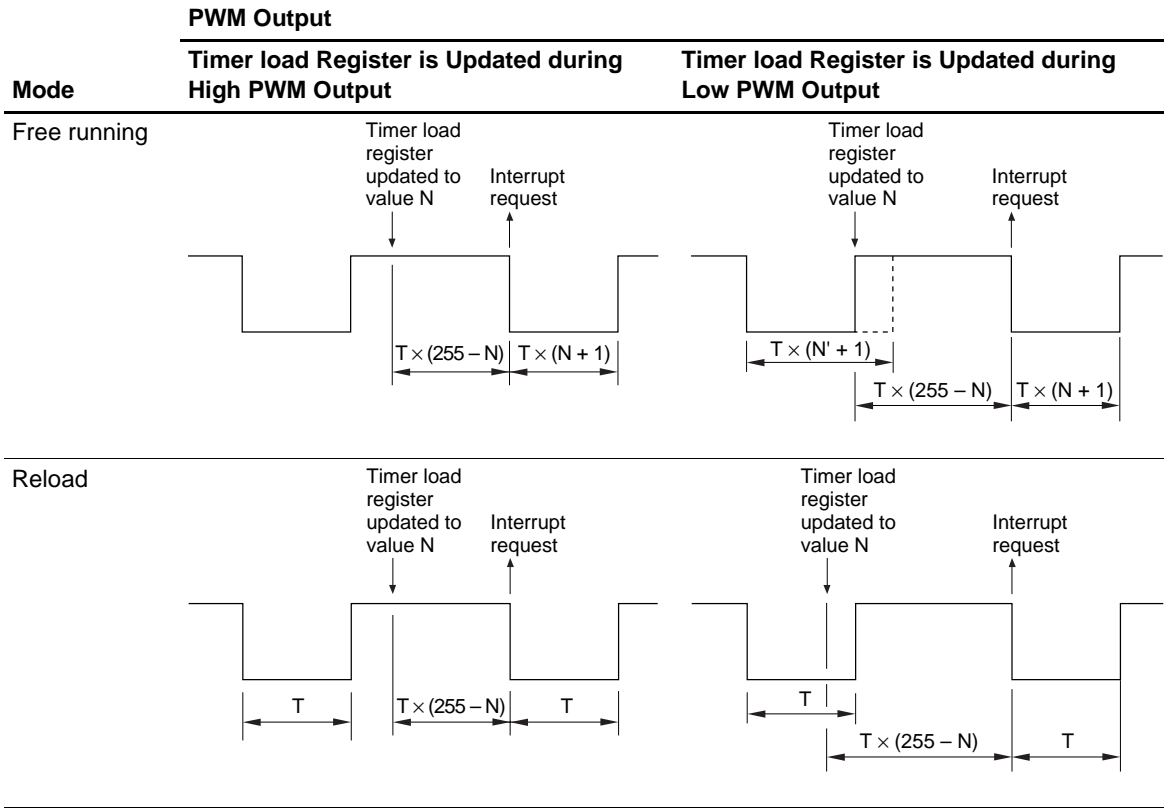 PWM Output
Mode
Timer load Register is Updated during
High PWM Output
Timer load Register is Updated during
Low PWM Output
Free running
Timer load
register
updated to
value N
Interrupt
request
T × (255 – N)
T × (N + 1)
Timer load
register
updated to
value N
Interrupt
request
T × (N' + 1)
T × (255 – N)
T × (N + 1)
Reload
Timer load
register
updated to
value N
Interrupt
request
T
T × (255 – N)
T
Timer load
register
updated to
value N
Interrupt
request
T
T × (255 – N)
T